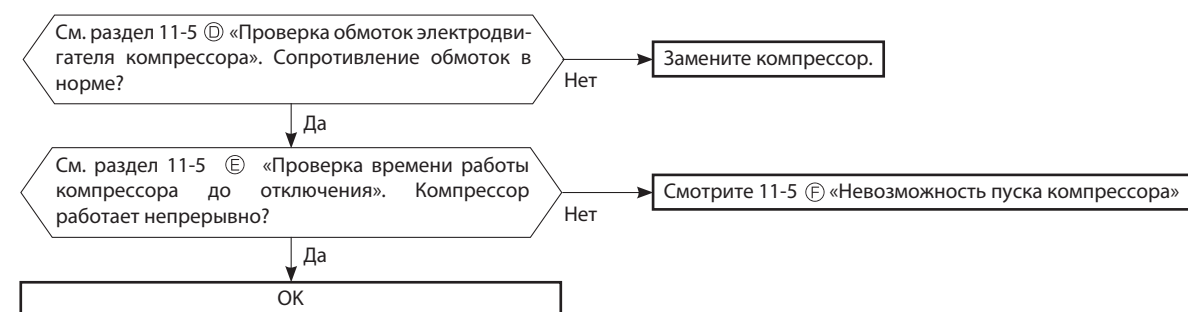 См. раздел 11-5 Ⓓ «Проверка обмоток электродви-
гателя компрессора». Сопротивление обмоток в
норме?
Нет
Замените компрессор.
Да
См. раздел 11-5 Ⓔ «Проверка времени работы
компрессора до отключения». Компрессор
работает непрерывно?
Нет
Смотрите 11-5 Ⓕ «Невозможность пуска компрессора»
Да
OK